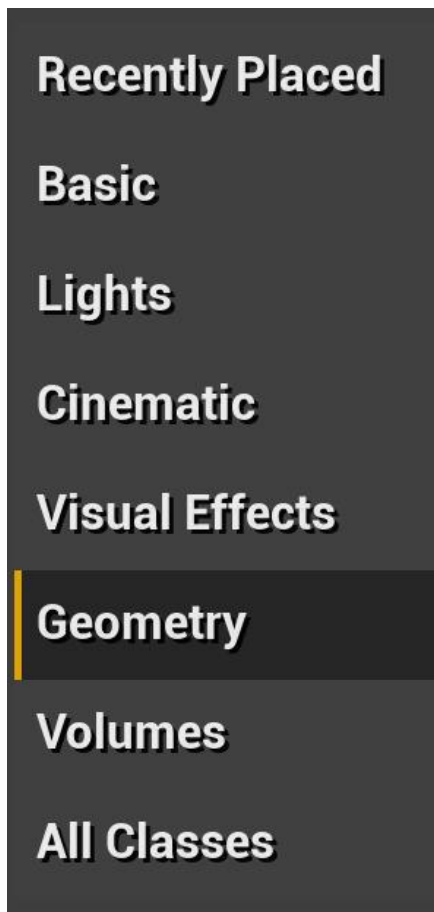 Recently Placed
Basic
Lights
Cinematic
Visual Effects
Geometry
Volumes
All Classes